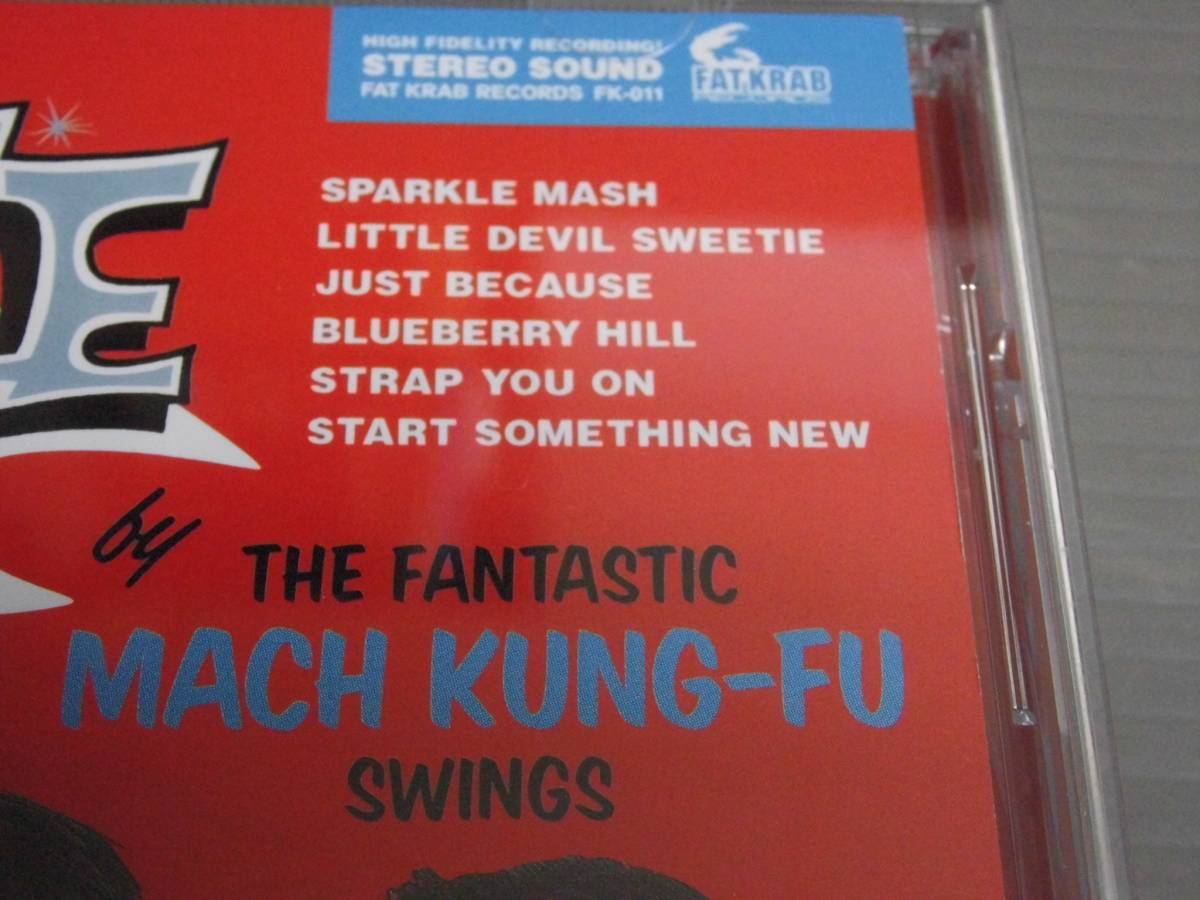 HIGH FIDELITY RECORDING!
STEREO SOUND
FAT KRAB RECORDS FK-011
FAT KRAB
RECORDS
SPARKLE MASH
LITTLE DEVIL SWEETIE
JUST BECAUSE
BLUEBERRY HILL
STRAP YOU ON
START SOMETHING NEW
by
THE FANTASTIC
MACH KUNG-FU
SWINGS